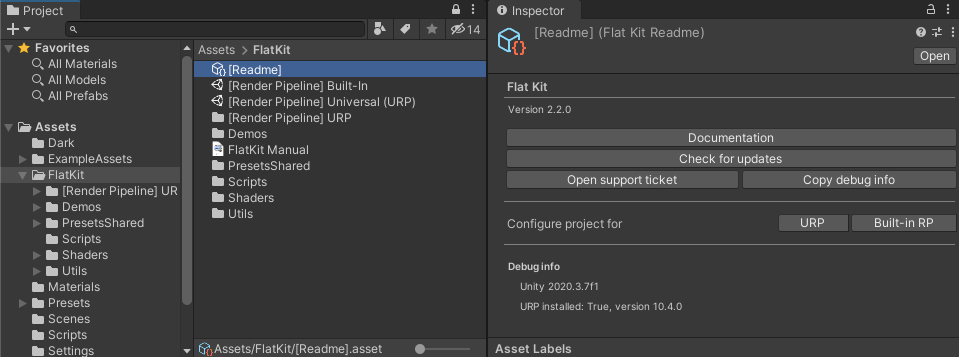 Project
14
Favorites
All Materials
All Models
All Prefabs
Assets
Dark
ExampleAssets
FlatKit
[Render Pipeline] UR
Demos
PresetsShared
Scripts
Shaders
Utils
Materials
Presets
Scenes
Scripts
Settings
Assets > FlatKit
[Readme]
[Render Pipeline] Built-In
[Render Pipeline] Universal (URP)
[Render Pipeline] URP
Demos
FlatKit Manual
PresetsShared
Scripts
Shaders
Utils
Assets/FlatKit/[Readme].asset
Inspector
[Readme] (Flat Kit Readme)
Open
Flat Kit
Version 2.2.0
Documentation
Check for updates
Open support ticket Copy debug info
Configure project for URP Built-in RP
Debug info
Unity 2020.3.7f1
URP installed: True, version 10.4.0
Asset Labels